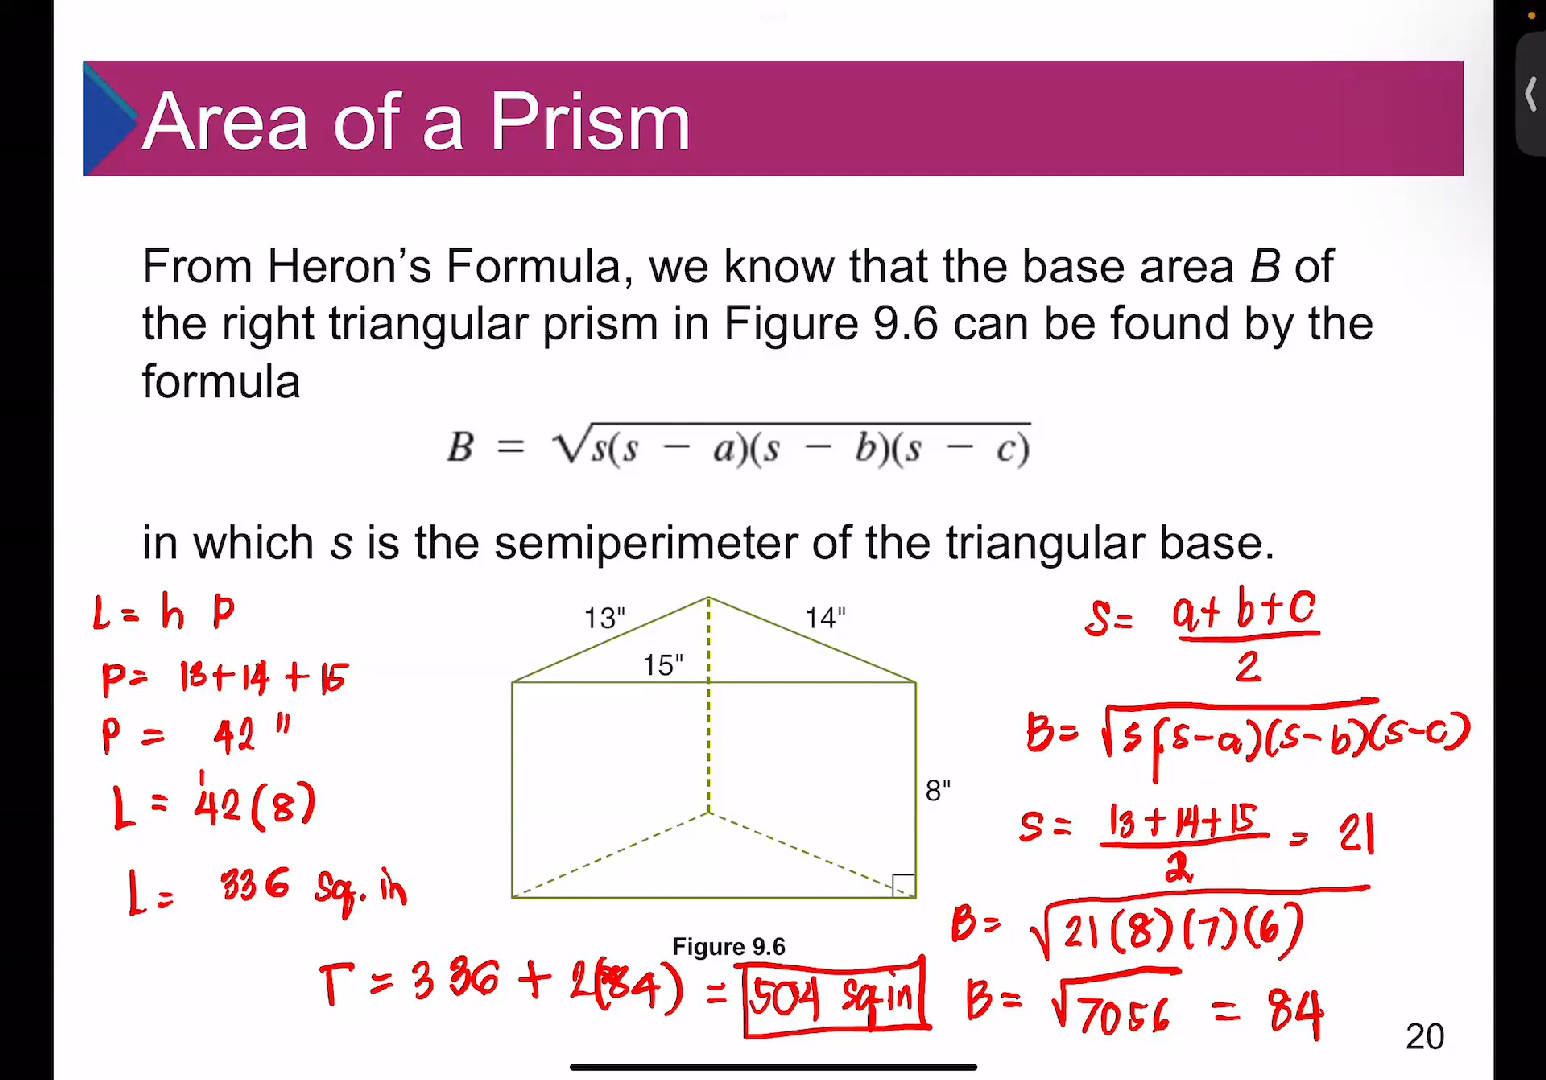 Area of a Prism
From Heron’s Formula, we know that the base area B of
the right triangular prism in Figure 9.6 can be found by the
formula
B = √s(s − a)(s − b)(s − c)
in which s is the semiperimeter of the triangular base.
L = h P
P = 13 + 14 + 15
P = 42 "
L = 42(8)
L = 336 sq. in
13"
14"
15"
8"
Figure 9.6
S = a + b + c / 2
B = √s(s-a)(s-b)(s-c)
S = 13 + 14 + 15 / 2 = 21
B = √21(8)(7)(6)
B = √7056 = 84
T = 336 + 2(84) = 504 sq in
20